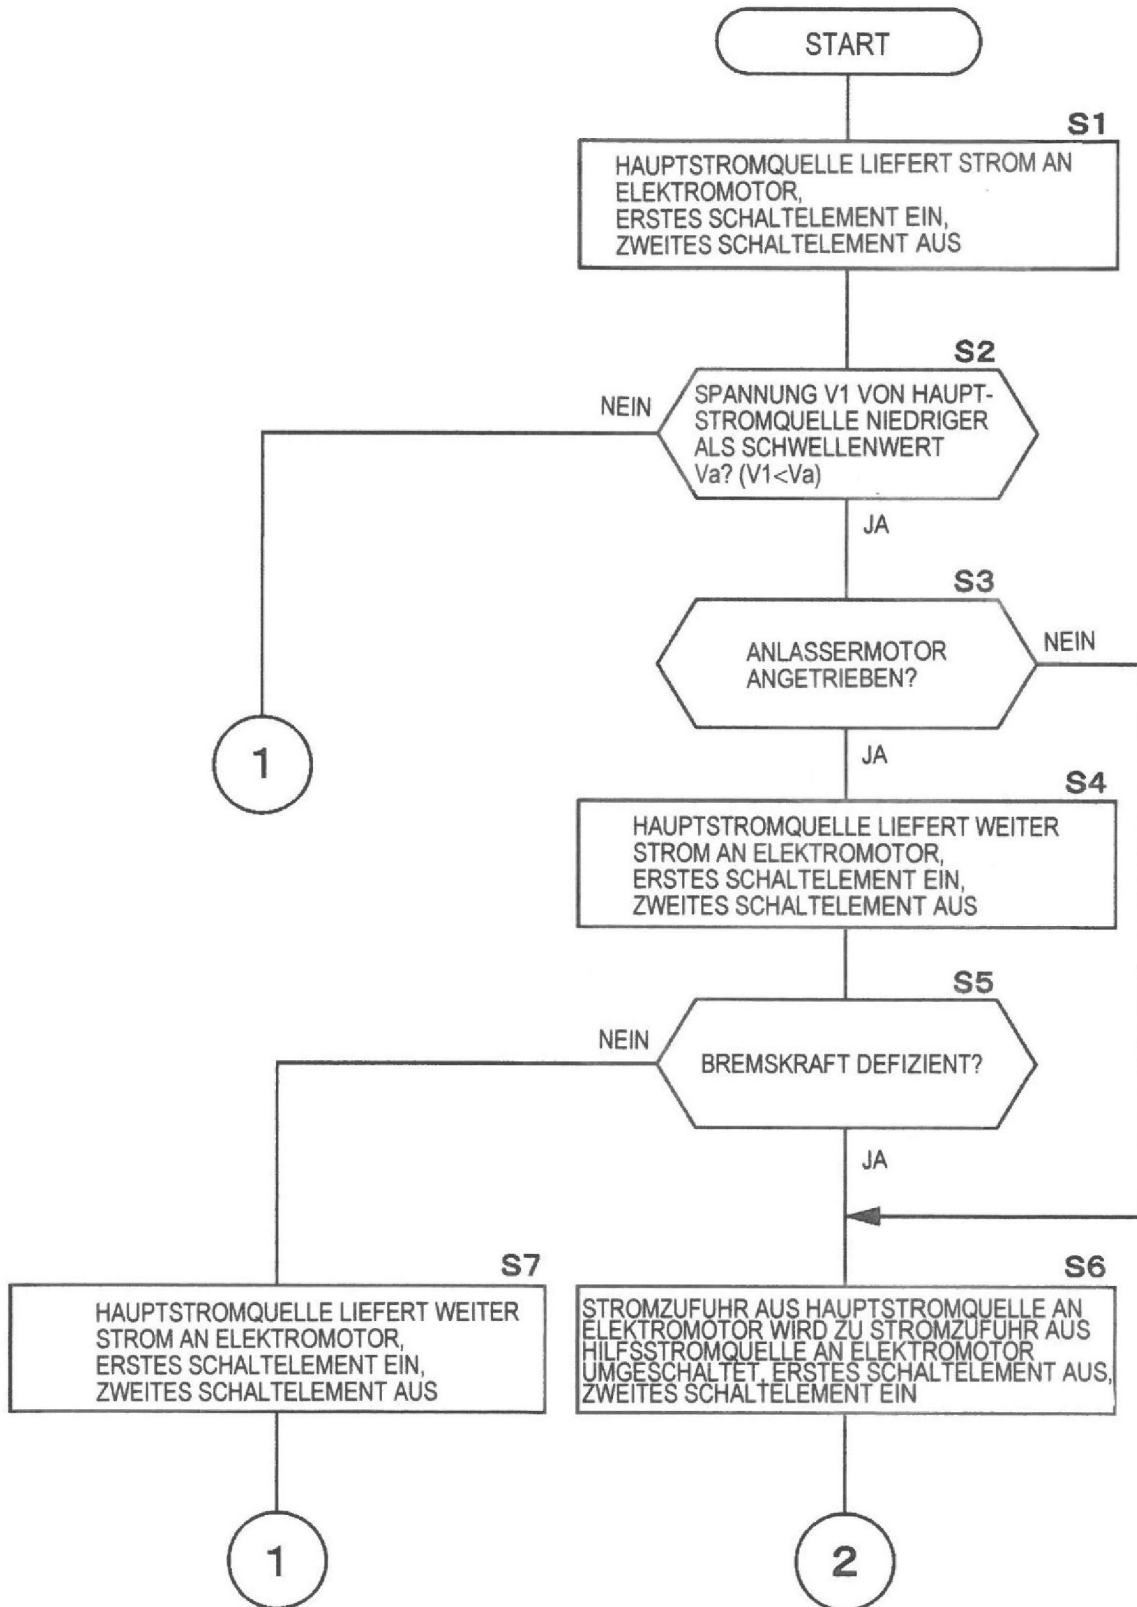 START
S1
HAUPTSTROMQUELLE LIEFERT STROM AN
ELEKTROMOTOR,
ERSTES SCHALTELEMENT EIN,
ZWEITES SCHALTELEMENT AUS
S2
NEIN
SPANNUNG V1 VON HAUPT-
STROMQUELLE NIEDRIGER
ALS SCHWELLENWERT
Va? (V1<Va)
JA
S3
ANLASSERMOTOR
ANGETRIEBEN?
NEIN
1
JA
S4
HAUPTSTROMQUELLE LIEFERT WEITER
STROM AN ELEKTROMOTOR,
ERSTES SCHALTELEMENT EIN,
ZWEITES SCHALTELEMENT AUS
S5
NEIN
BREMSKRAFT DEFIZIENT?
JA
S7
HAUPTSTROMQUELLE LIEFERT WEITER
STROM AN ELEKTROMOTOR,
ERSTES SCHALTELEMENT EIN,
ZWEITES SCHALTELEMENT AUS
S6
STROMZUFUHR AUS HAUPTSTROMQUELLE AN
ELEKTROMOTOR WIRD ZU STROMZUFUHR AUS
HILFSSTROMQUELLE AN ELEKTROMOTOR
UMGESCHALTET, ERSTES SCHALTELEMENT AUS,
ZWEITES SCHALTELEMENT EIN
1
2